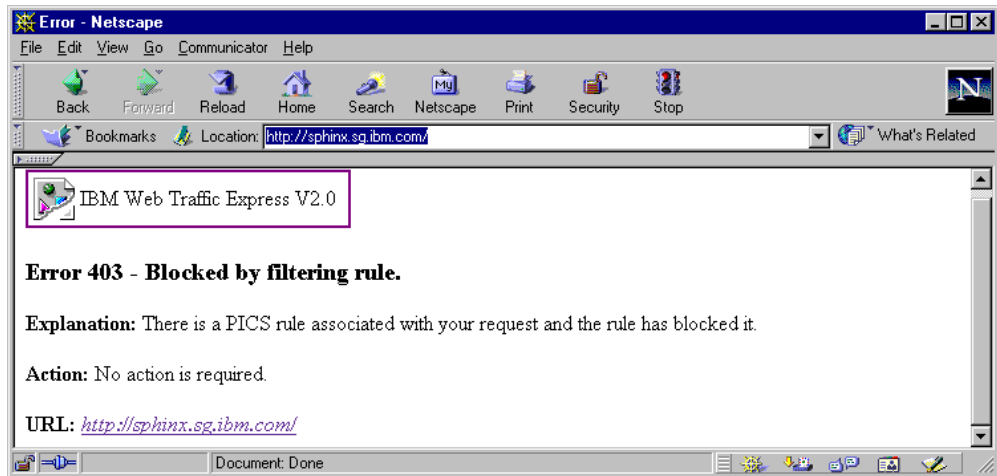 Error - Netscape
File Edit View Go Communicator Help
My
N
Back Forward Reload Home Search Netscape Print Security Stop
Bookmarks Location: http://sphinx.sg.ibm.com/ What's Related
IBM Web Traffic Express V2.0
Error 403 - Blocked by filtering rule.
Explanation: There is a PICS rule associated with your request and the rule has blocked it.
Action: No action is required.
URL: http://sphinx.sg.ibm.com/
Document: Done